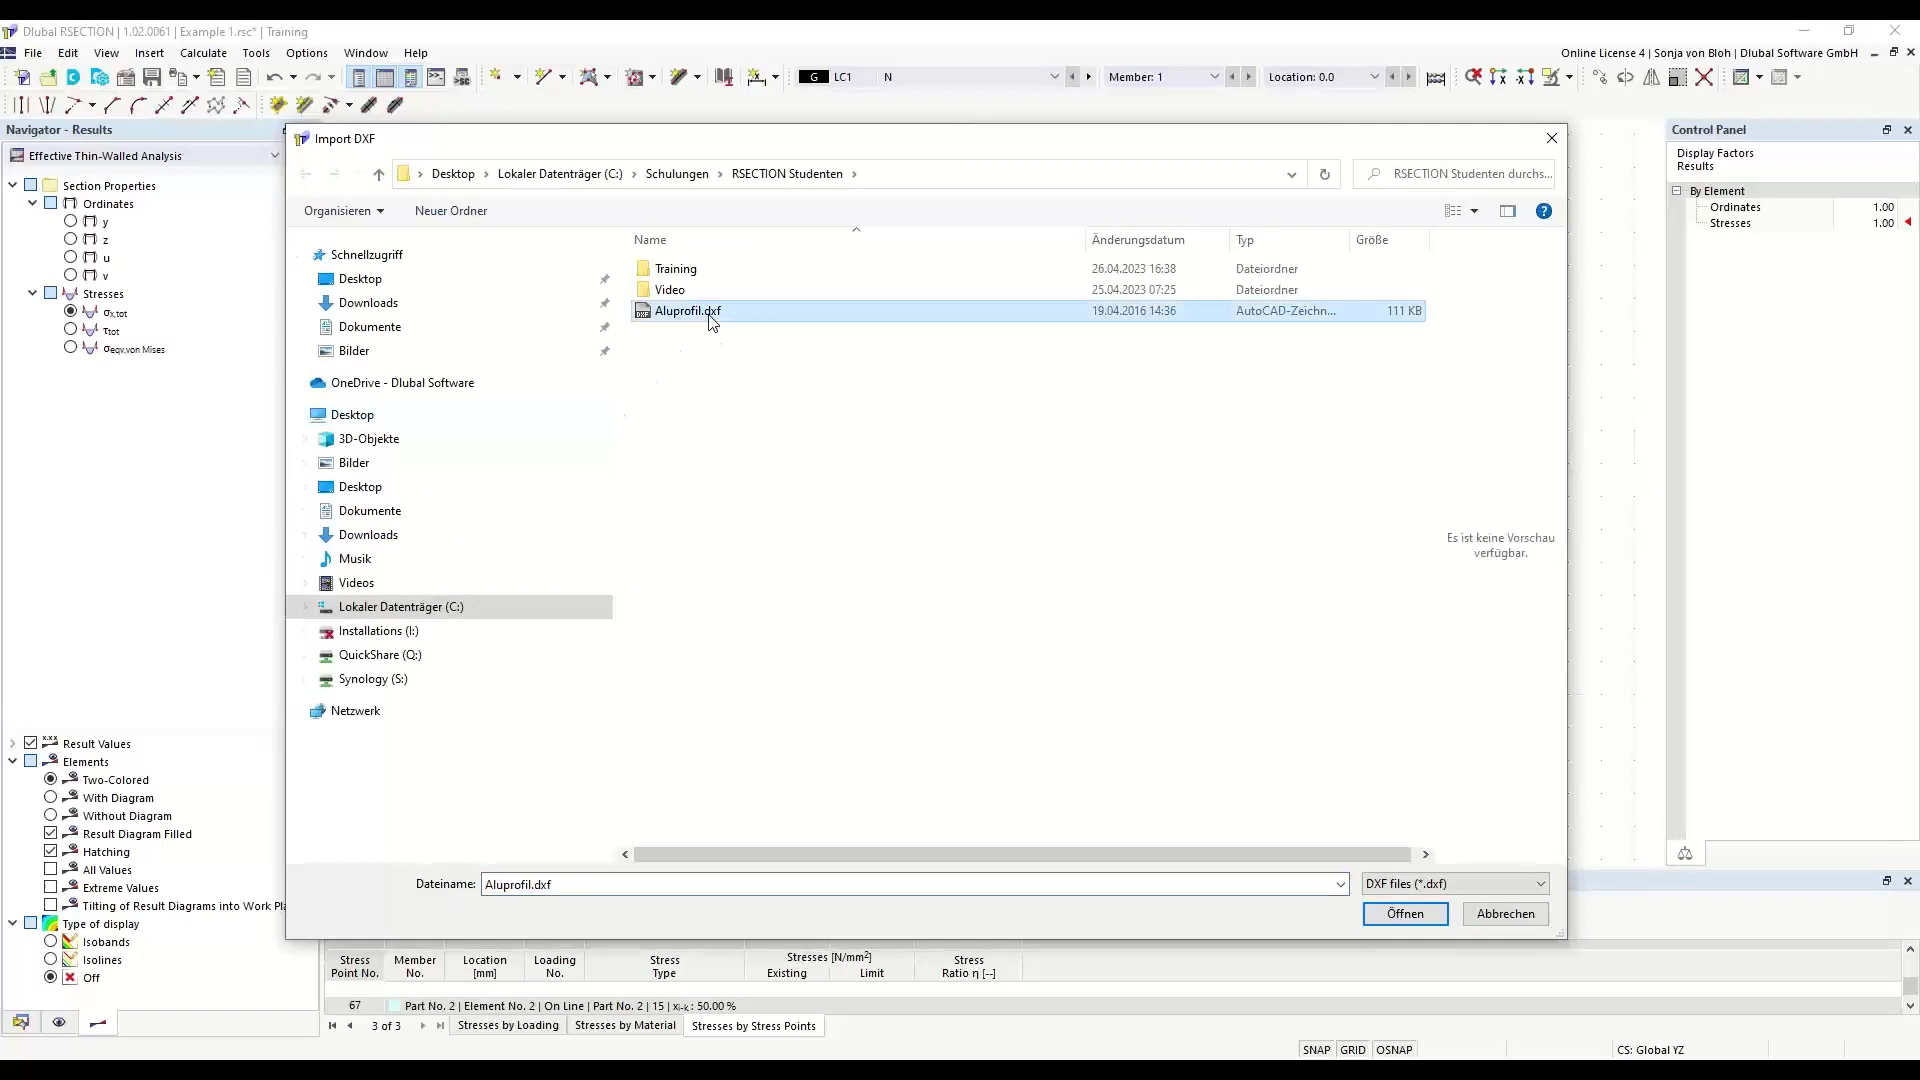 Dlubal RSECTION | 1.02.0061 | Example 1.rsc* | Training
File Edit View Insert Calculate Tools Options Window Help
Online License 4 | Sonja von Bloh | Dlubal Software GmbH
G LC1 N Member: 1 Location: 0.0
Navigator - Results
Effective Thin-Walled Analysis
Section Properties
Ordinates
y
z
u
v
Stresses
σx,tot
τtot
σeqv,von Mises
Result Values
Elements
Two-Colored
With Diagram
Without Diagram
Result Diagram Filled
Hatching
All Values
Extreme Values
Tilting of Result Diagrams into Work Pl
Type of display
Isobands
Isolines
Off
Import DXF
Desktop › Lokaler Datenträger (C:) › Schulungen › RSECTION Studenten ›
RSECTION Studenten durchs...
Organisieren Neuer Ordner
Schnellzugriff
Desktop
Downloads
Dokumente
Bilder
OneDrive - Dlubal Software
Desktop
3D-Objekte
Bilder
Desktop
Dokumente
Downloads
Musik
Videos
Lokaler Datenträger (C:)
Installations (I:)
QuickShare (Q:)
Synology (S:)
Netzwerk
Name Änderungsdatum Typ Größe
Training 26.04.2023 16:38 Dateiordner
Video 25.04.2023 07:25 Dateiordner
Aluprofil.dxf 19.04.2016 14:36 AutoCAD-Zeichn... 111 KB
Es ist keine Vorschau
verfügbar.
Dateiname: Aluprofil.dxf DXF files (*.dxf)
Öffnen Abbrechen
Control Panel
Display Factors
Results
By Element
Ordinates 1.00
Stresses 1.00
Stress Member Location Loading Stress Stresses [N/mm²] Stress
Point No. No. [mm] No. Type Existing Limit Ratio η [--]
67 Part No. 2 | Element No. 2 | On Line | Part No. 2 | 15 | xi-k : 50.00 %
3 of 3 Stresses by Loading Stresses by Material Stresses by Stress Points
SNAP GRID OSNAP CS: Global YZ